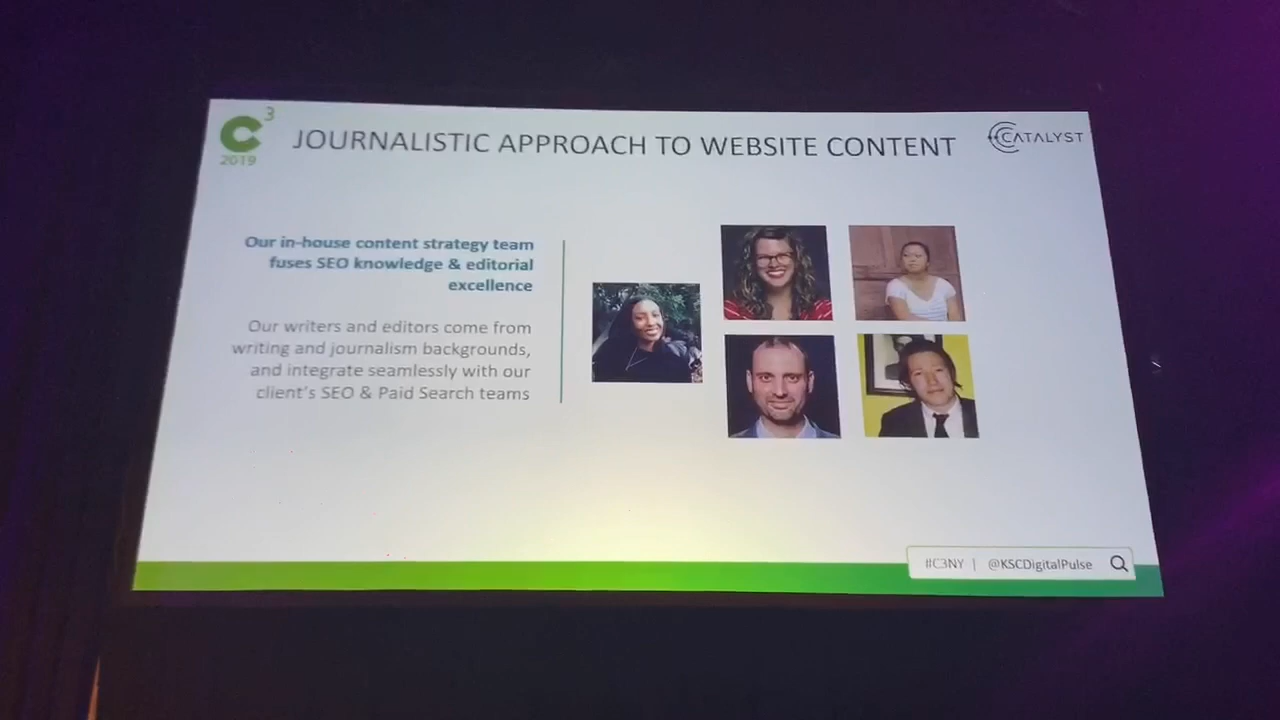 C3
2019
JOURNALISTIC APPROACH TO WEBSITE CONTENT
CATALYST
Our in-house content strategy team
fuses SEO knowledge & editorial
excellence
Our writers and editors come from
writing and journalism backgrounds,
and integrate seamlessly with our
client's SEO & Paid Search teams
#C3NY | @KSCDigitalPulse